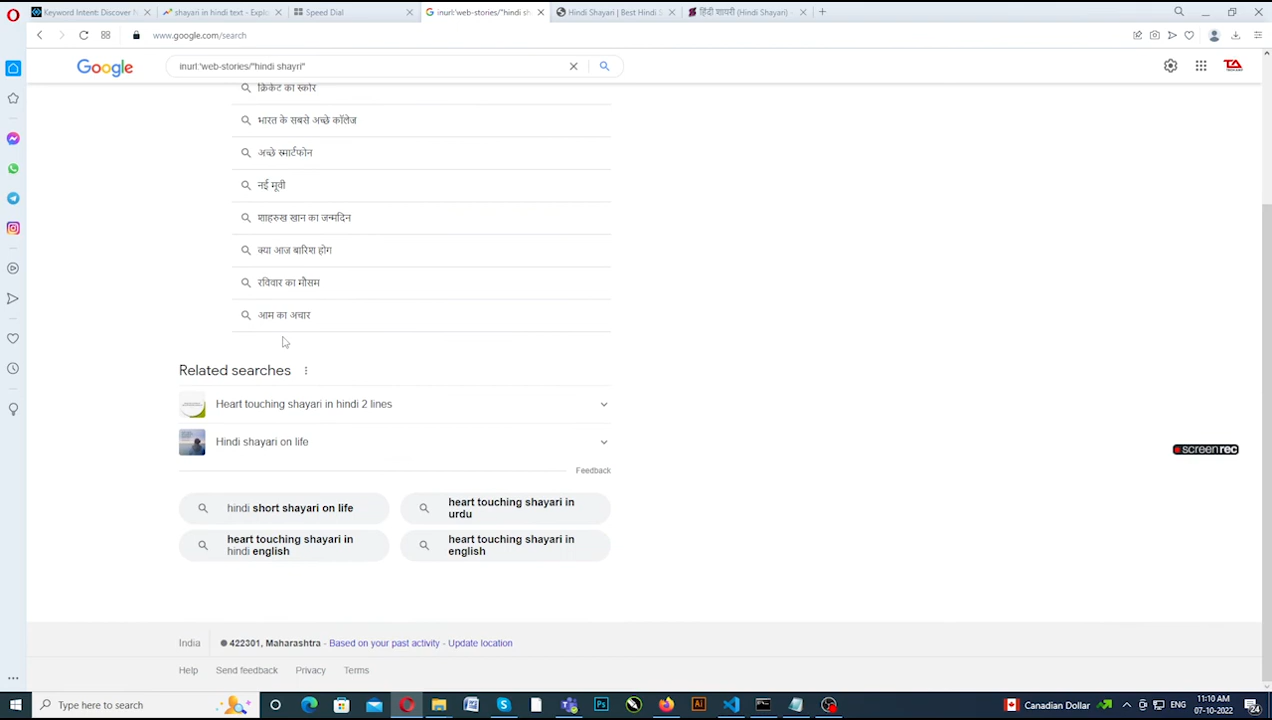 Keyword Intent: Discover
shayari in hindi text - Explo
Speed Dial
inurl:'web-stories/"hindi sh
Hindi Shayari | Best Hindi S
हिंदी शायरी (Hindi Shayari)
www.google.com/search
Google
inurl:'web-stories/"hindi shayri"
TA
क्रिकेट का स्कोर
भारत के सबसे अच्छे कॉलेज
अच्छे स्मार्टफोन
नई मूवी
शाहरुख खान का जन्मदिन
क्या आज बारिश होग
रविवार का मौसम
आम का अचार
Related searches
Heart touching shayari in hindi 2 lines
Hindi shayari on life
screenrec
Feedback
hindi short shayari on life
heart touching shayari in
urdu
heart touching shayari in
hindi english
heart touching shayari in
english
India
422301, Maharashtra - Based on your past activity - Update location
Help Send feedback Privacy Terms
Type here to search
Canadian Dollar
ENG
11:10 AM
07-10-2022
24